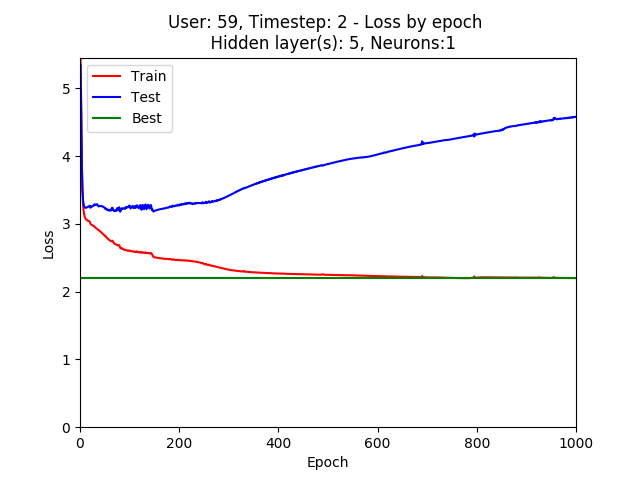 User: 59, Timestep: 2 - Loss by epoch
Hidden layer(s): 5, Neurons:1
Train
Test
Best
5
4
3
2
1
0
Loss
0
200
400
600
800
1000
Epoch